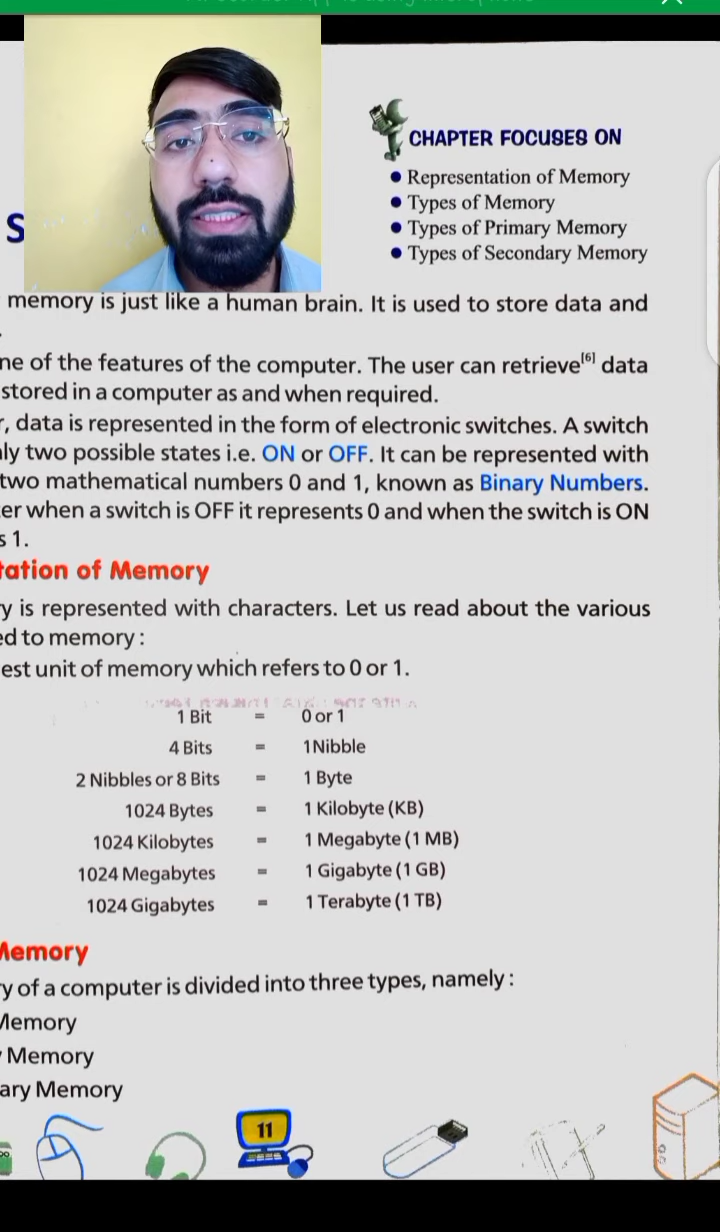 S
CHAPTER FOCUSES ON
• Representation of Memory
• Types of Memory
• Types of Primary Memory
• Types of Secondary Memory
memory is just like a human brain. It is used to store data and
.
ne of the features of the computer. The user can retrieve[6] data
stored in a computer as and when required.
r, data is represented in the form of electronic switches. A switch
nly two possible states i.e. ON or OFF. It can be represented with
two mathematical numbers 0 and 1, known as Binary Numbers.
er when a switch is OFF it represents 0 and when the switch is ON
s 1.
tation of Memory
ry is represented with characters. Let us read about the various
ed to memory :
est unit of memory which refers to 0 or 1.
1 Bit = 0 or 1
4 Bits = 1 Nibble
2 Nibbles or 8 Bits = 1 Byte
1024 Bytes = 1 Kilobyte (KB)
1024 Kilobytes = 1 Megabyte (1 MB)
1024 Megabytes = 1 Gigabyte (1 GB)
1024 Gigabytes = 1 Terabyte (1 TB)
Memory
ry of a computer is divided into three types, namely :
Memory
y Memory
ary Memory
11